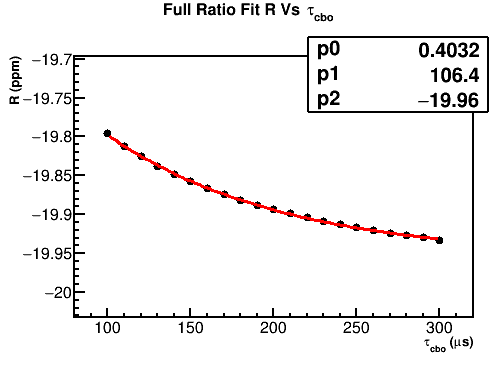 Full Ratio Fit R Vs τcbo
p0 0.4032
p1 106.4
p2 −19.96
R (ppm)
−19.7
−19.75
−19.8
−19.85
−19.9
−19.95
−20
100 150 200 250 300
τcbo (μs)